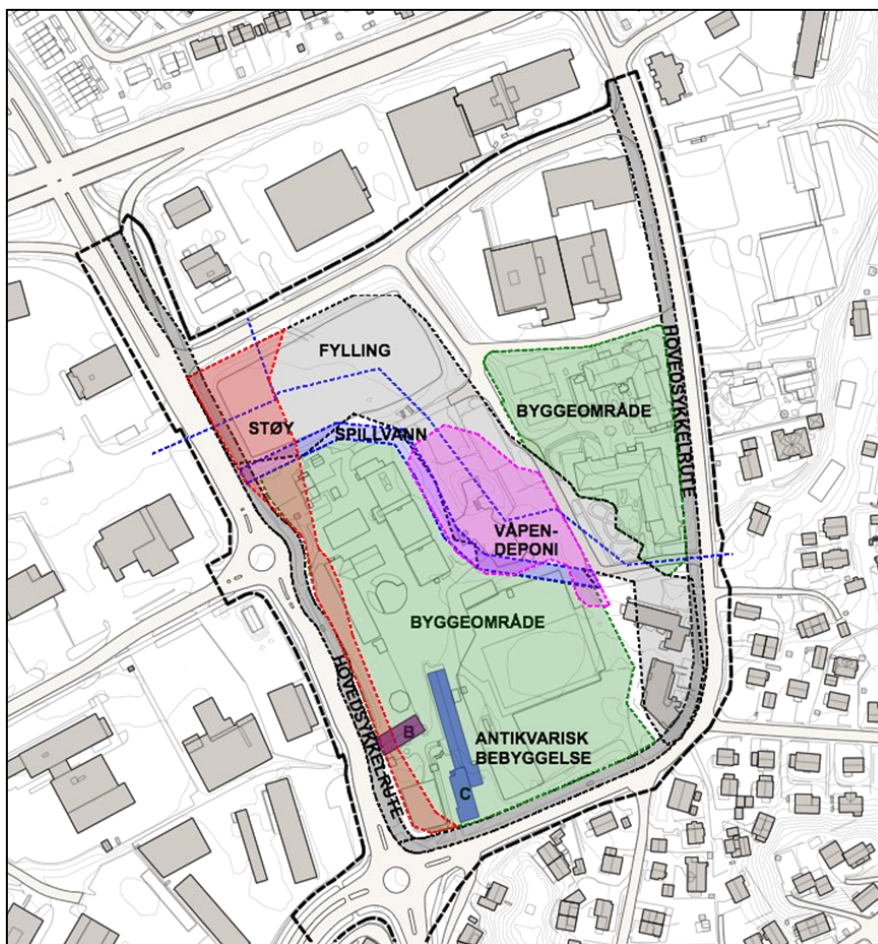 FYLLING
BYGGEOMRÅDE
STØY
SPILLVANN
HOVEDSYKKELRUTE
VÅPEN-
DEPONI
BYGGEOMRÅDE
HOVEDSYKKELRUTE
B
ANTIKVARISK
BEBYGGELSE
C